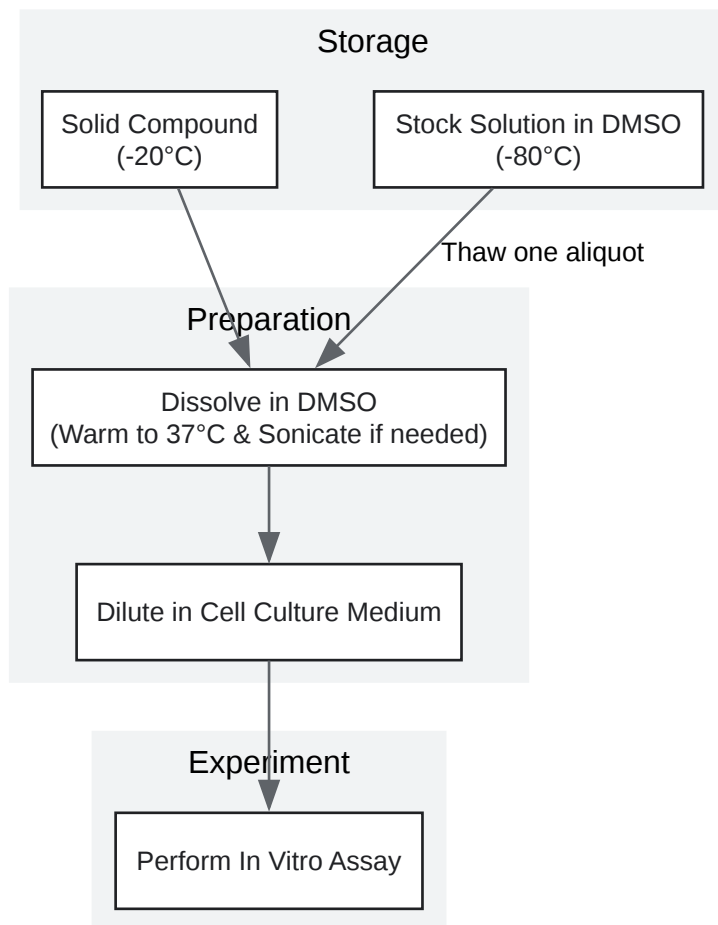 Storage
Solid Compound
(-20°C)
Stock Solution in DMSO
(-80°C)
Thaw one aliquot
Preparation
Dissolve in DMSO
(Warm to 37°C & Sonicate if needed)
Dilute in Cell Culture Medium
Experiment
Perform In Vitro Assay